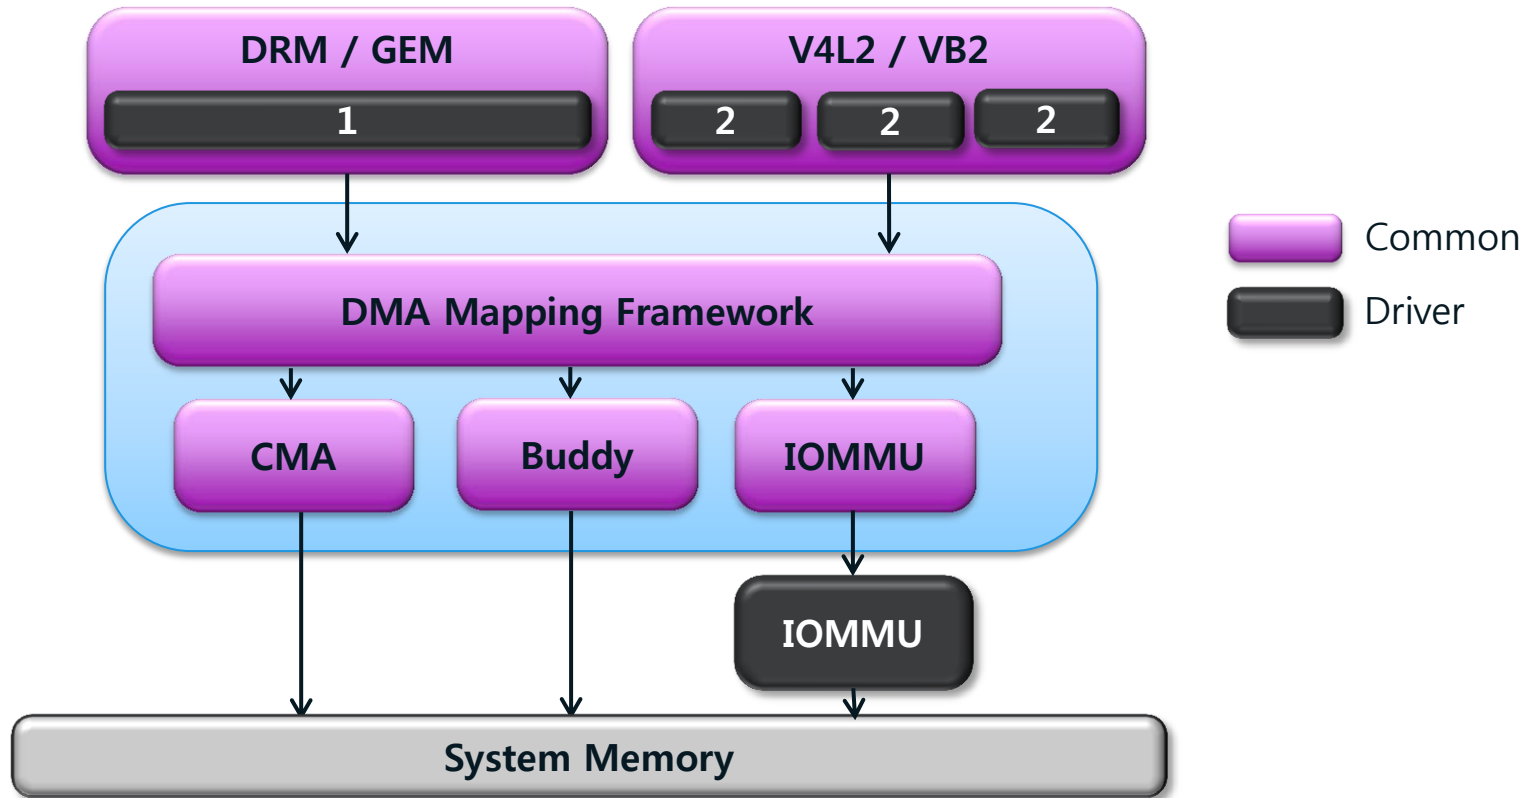 DRM / GEM
V4L2 / VB2
1
2
2
2
DMA Mapping Framework
CMA
Buddy
IOMMU
IOMMU
System Memory
Common
Driver